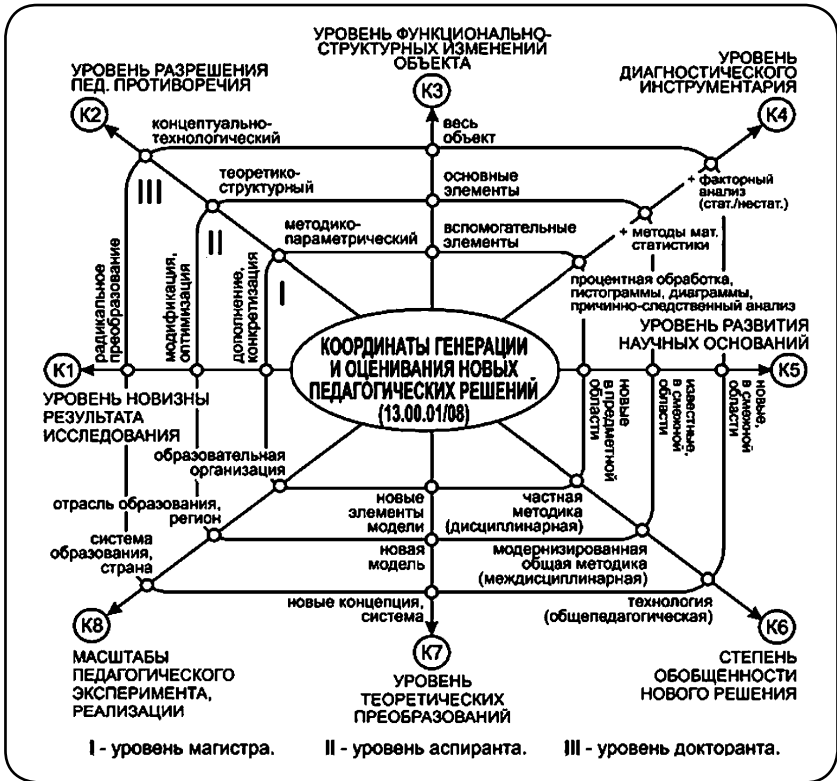 УРОВЕНЬ ФУНКЦИОНАЛЬНО-
СТРУКТУРНЫХ ИЗМЕНЕНИЙ
ОБЪЕКТА
УРОВЕНЬ РАЗРЕШЕНИЯ
ПЕД. ПРОТИВОРЕЧИЯ
УРОВЕНЬ
ДИАГНОСТИЧЕСКОГО
ИНСТРУМЕНТАРИЯ
К2
К3
К4
концептуально-
технологический
весь
объект
+ факторный
анализ
(стат./нестат.)
III
теоретико-
структурный
основные
элементы
+ методы мат.
статистики
II
методико-
параметрический
вспомогательные
элементы
процентная обработка,
гистограммы, диаграммы,
причинно-следственный анализ
I
радикальное
преобразование
модификация,
оптимизация
дополнение,
конкретизация
КООРДИНАТЫ ГЕНЕРАЦИИ
И ОЦЕНИВАНИЯ НОВЫХ
ПЕДАГОГИЧЕСКИХ РЕШЕНИЙ
(13.00.01/08)
УРОВЕНЬ РАЗВИТИЯ
НАУЧНЫХ ОСНОВАНИЙ
К1
К5
УРОВЕНЬ НОВИЗНЫ
РЕЗУЛЬТАТА
ИССЛЕДОВАНИЯ
новые
в предметной
области
известные,
в смежной
области
новые,
в смежной
области
образовательная
организация
новые
элементы
модели
частная
методика
(дисциплинарная)
отрасль образования,
регион
новая
модель
модернизированная
общая методика
(междисциплинарная)
система
образования,
страна
новые концепция,
система
технология
(общепедагогическая)
К8
К7
К6
МАСШТАБЫ
ПЕДАГОГИЧЕСКОГО
ЭКСПЕРИМЕНТА,
РЕАЛИЗАЦИИ
УРОВЕНЬ
ТЕОРЕТИЧЕСКИХ
ПРЕОБРАЗОВАНИЙ
СТЕПЕНЬ
ОБОБЩЕННОСТИ
НОВОГО РЕШЕНИЯ
I - уровень магистра. II - уровень аспиранта. III - уровень докторанта.